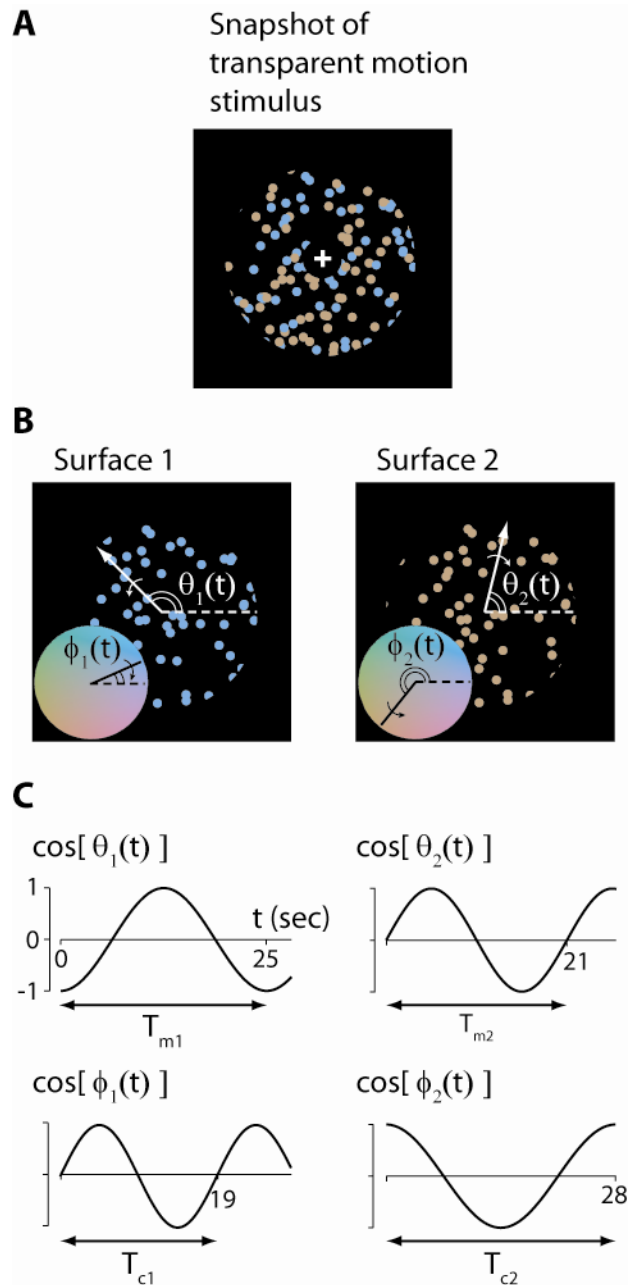 A
Snapshot of
transparent motion
stimulus
B
Surface 1
Surface 2
θ1(t)
θ2(t)
ϕ1(t)
ϕ2(t)
C
cos[ θ1(t) ]
cos[ θ2(t) ]
1
t (sec)
0
0
25
21
-1
Tm1
Tm2
cos[ ϕ1(t) ]
cos[ ϕ2(t) ]
19
28
Tc1
Tc2